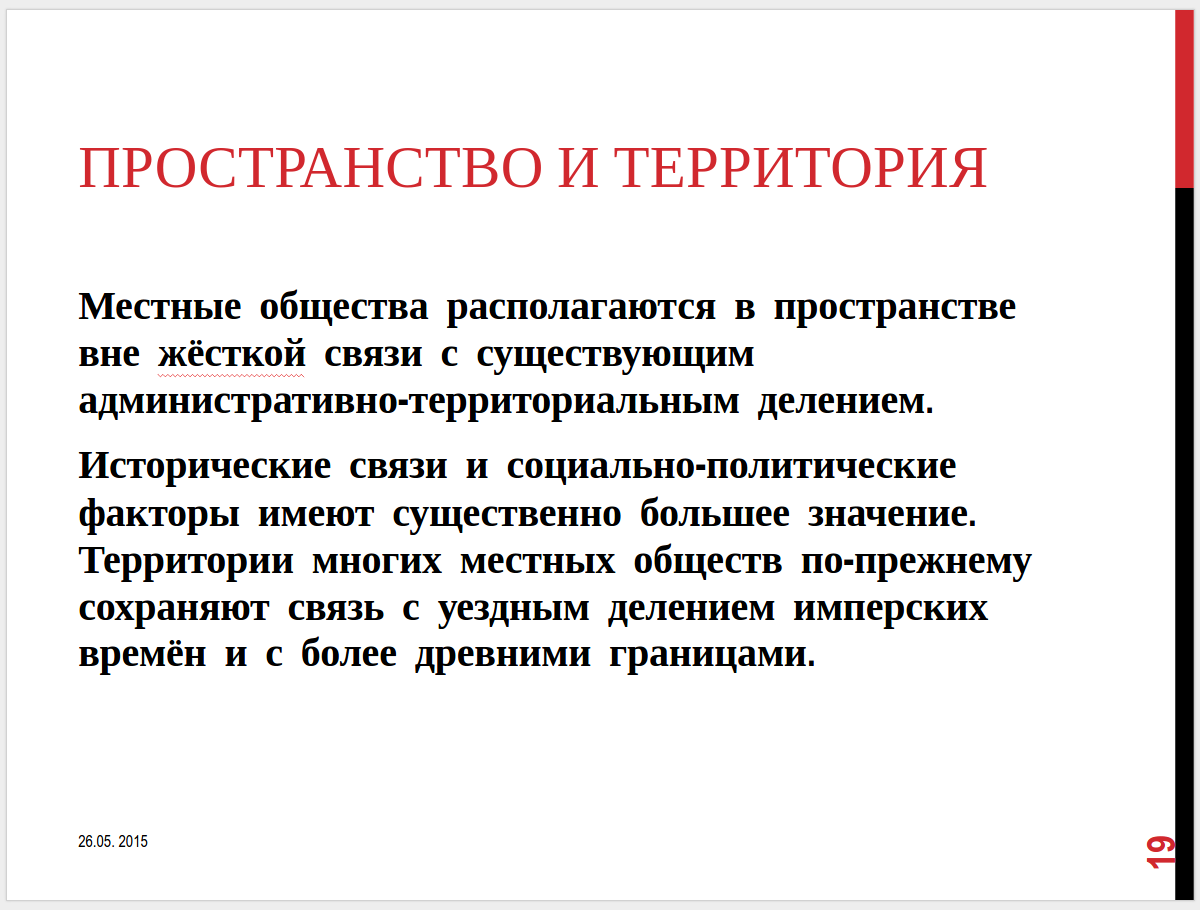 ПРОСТРАНСТВО И ТЕРРИТОРИЯ
Местные общества располагаются в пространстве
вне жёсткой связи с существующим
административно-территориальным делением.
Исторические связи и социально-политические
факторы имеют существенно большее значение.
Территории многих местных обществ по-прежнему
сохраняют связь с уездным делением имперских
времён и с более древними границами.
26.05. 2015
19